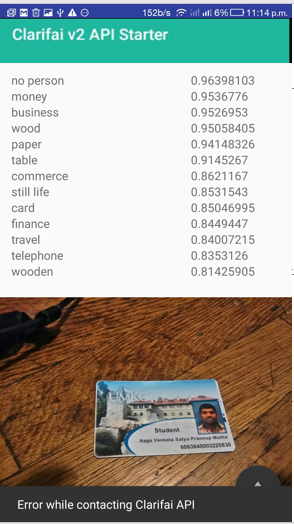 152b/s 6% 11:14 p.m.
Clarifai v2 API Starter
no person 0.96398103
money 0.9536776
business 0.9526953
wood 0.95058405
paper 0.94148326
table 0.9145267
commerce 0.8621167
still life 0.8531543
card 0.85046995
finance 0.8449447
travel 0.84007215
telephone 0.8353126
wooden 0.81425905
UMKC
Student
Naga Venkata Satya Pranoop Mutha
6063640003225830
Error while contacting Clarifai API